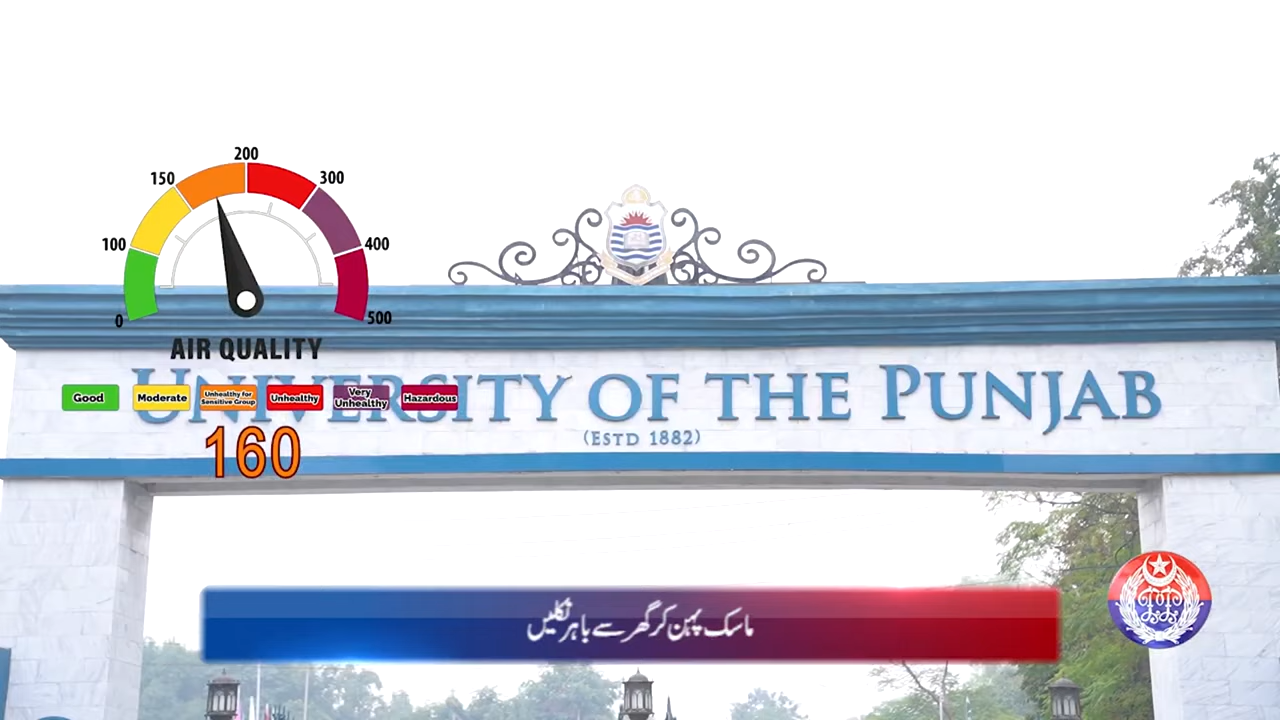 200
150
300
100
400
0
500
AIR QUALITY
Good
Moderate
Unhealthy for
Sensitive Group
Unhealthy
Very
Unhealthy
Hazardous
UNIVERSITY OF THE PUNJAB
(ESTD 1882)
160
ماسک پہن کر گھر سے باہر نکلیں